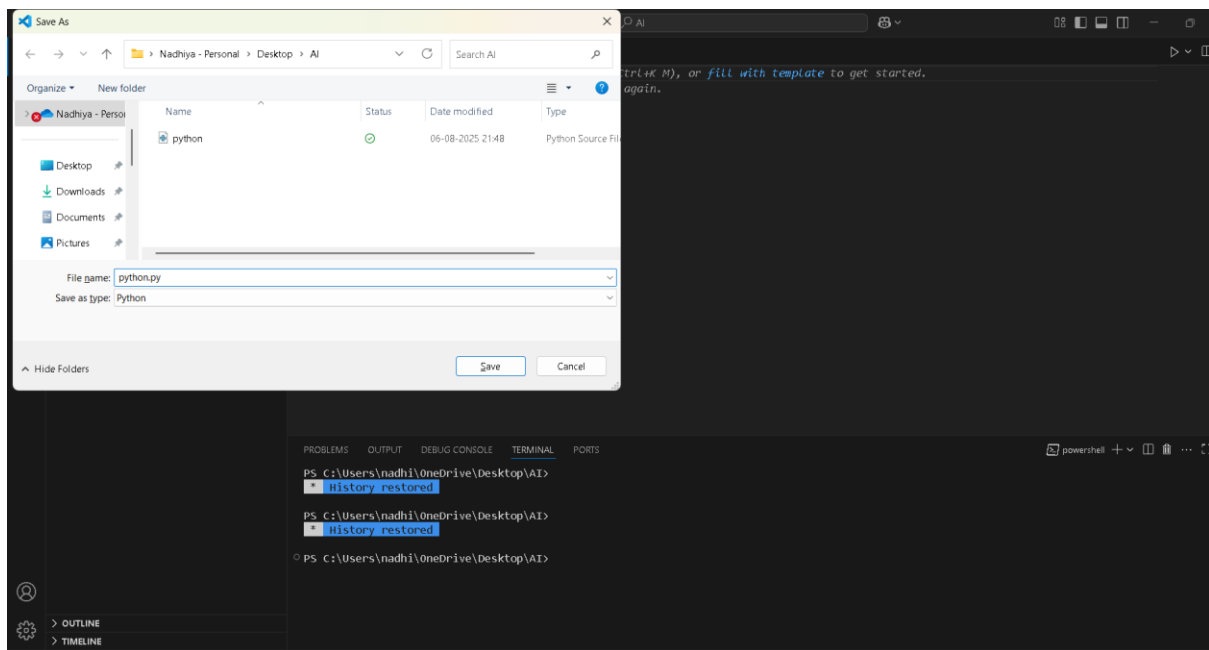 Save As
AI
Nadhiya - Personal > Desktop > AI
Search AI
Organize
New folder
Nadhiya - Person
Name
Status
Date modified
Type
python
06-08-2025 21:48
Python Source File
Desktop
Downloads
Documents
Pictures
File name: python.py
Save as type: Python
Hide Folders
Save
Cancel
Ctrl+K M), or fill with template to get started.
again.
PROBLEMS OUTPUT DEBUG CONSOLE TERMINAL PORTS
powershell
PS C:\Users\nadhi\OneDrive\Desktop\AI>
* History restored
PS C:\Users\nadhi\OneDrive\Desktop\AI>
* History restored
PS C:\Users\nadhi\OneDrive\Desktop\AI>
> OUTLINE
> TIMELINE